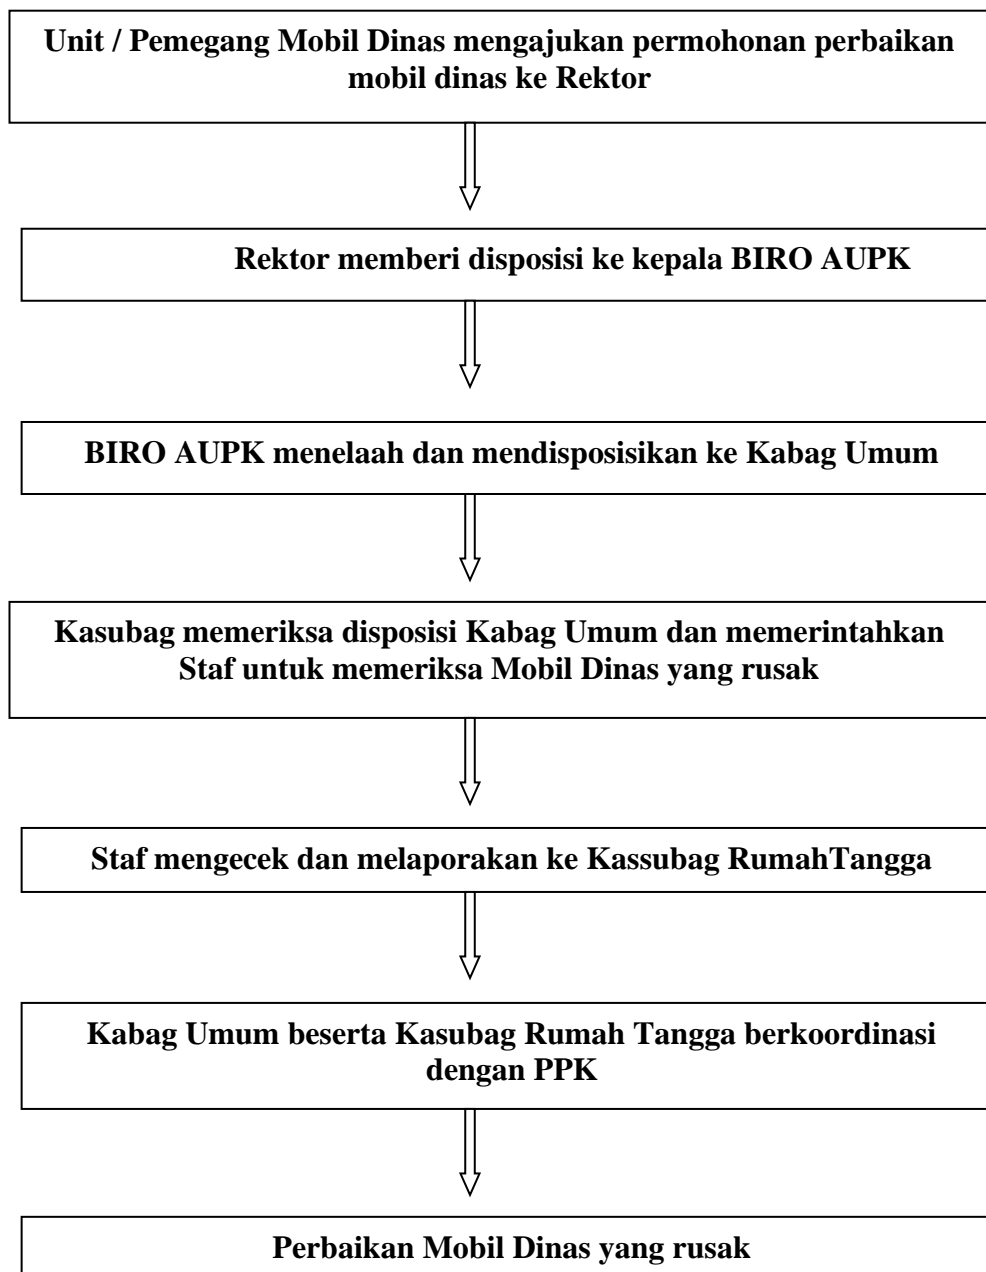 Unit / Pemegang Mobil Dinas mengajukan permohonan perbaikan
mobil dinas ke Rektor
Rektor memberi disposisi ke kepala BIRO AUPK
BIRO AUPK menelaah dan mendisposisikan ke Kabag Umum
Kasubag memeriksa disposisi Kabag Umum dan memerintahkan
Staf untuk memeriksa Mobil Dinas yang rusak
Staf mengecek dan melaporakan ke Kassubag RumahTangga
Kabag Umum beserta Kasubag Rumah Tangga berkoordinasi
dengan PPK
Perbaikan Mobil Dinas yang rusak